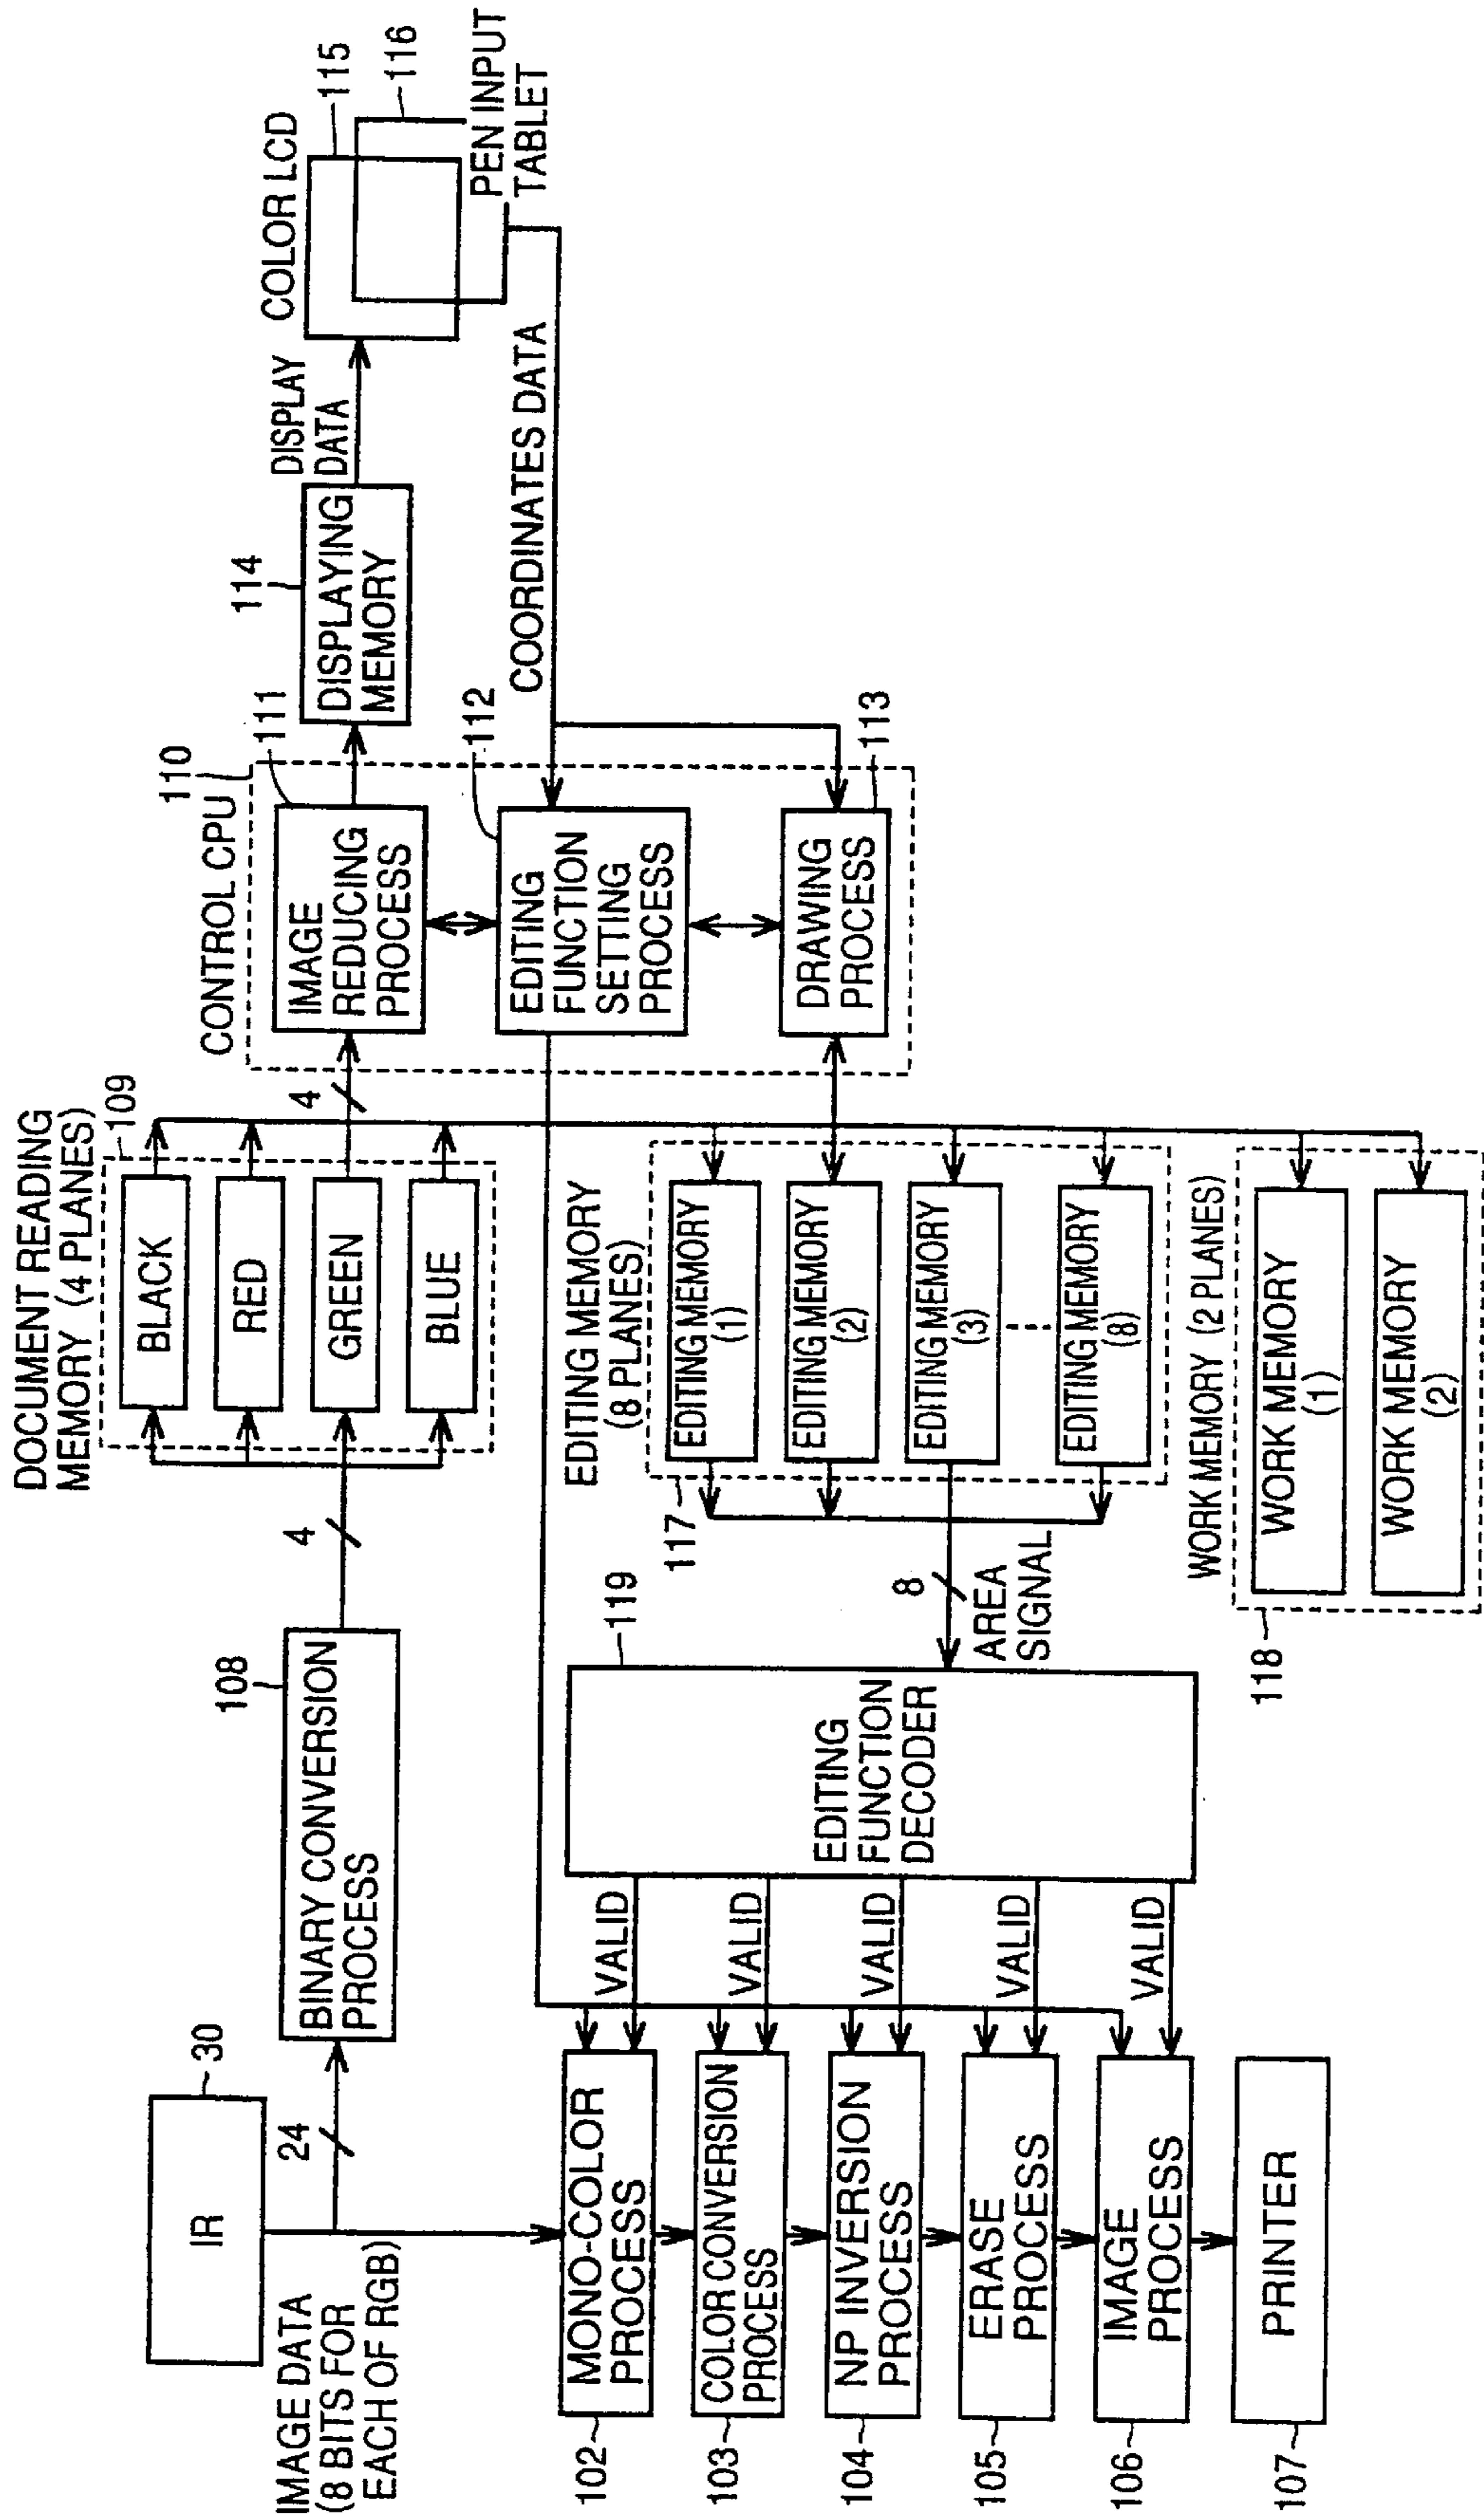 DOCUMENT READING
MEMORY (4 PLANES)
109
BLACK
RED
GREEN
BLUE
4
4
108
BINARY CONVERSION
PROCESS
30
IR
24
IMAGE DATA
(8 BITS FOR
EACH OF RGB)
CONTROL CPU
110
111
IMAGE
REDUCING
PROCESS
112
EDITING
FUNCTION
SETTING
PROCESS
113
DRAWING
PROCESS
114
DISPLAYING
MEMORY
DISPLAY
DATA
COLOR LCD
115
116
PEN INPUT
TABLET
COORDINATES DATA
EDITING MEMORY
(8 PLANES)
EDITING MEMORY
(1)
EDITING MEMORY
(2)
EDITING MEMORY
(3)
EDITING MEMORY
(8)
117
8
AREA
SIGNAL
119
EDITING
FUNCTION
DECODER
VALID
VALID
VALID
VALID
VALID
WORK MEMORY (2 PLANES)
WORK MEMORY
(1)
WORK MEMORY
(2)
118
MONO-COLOR
PROCESS
102
COLOR CONVERSION
PROCESS
103
NP INVERSION
PROCESS
104
ERASE
PROCESS
105
IMAGE
PROCESS
106
PRINTER
107